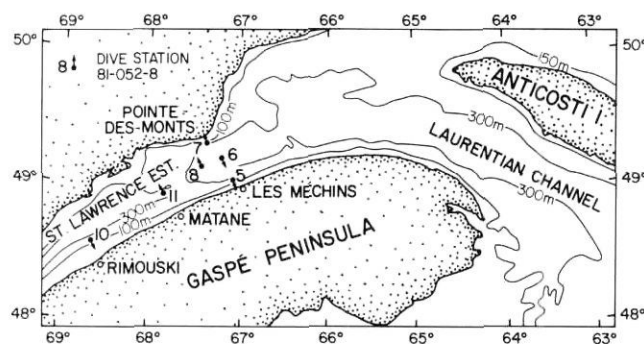 69° 68° 67° 66° 65° 64° 63°
50° 50°
8 DIVE STATION
81-052-8
150m
ANTICOSTI I.
POINTE
DES-MONTS
100m
7
300m
LAURENTIAN CHANNEL
6
8
49° 5 49°
LES MECHINS
300m
ST LAWRENCE EST.
11
300m
100m
MATANE
10
RIMOUSKI
GASPÉ PENINSULA
48° 48°
69° 68° 67° 66° 65° 64° 63°